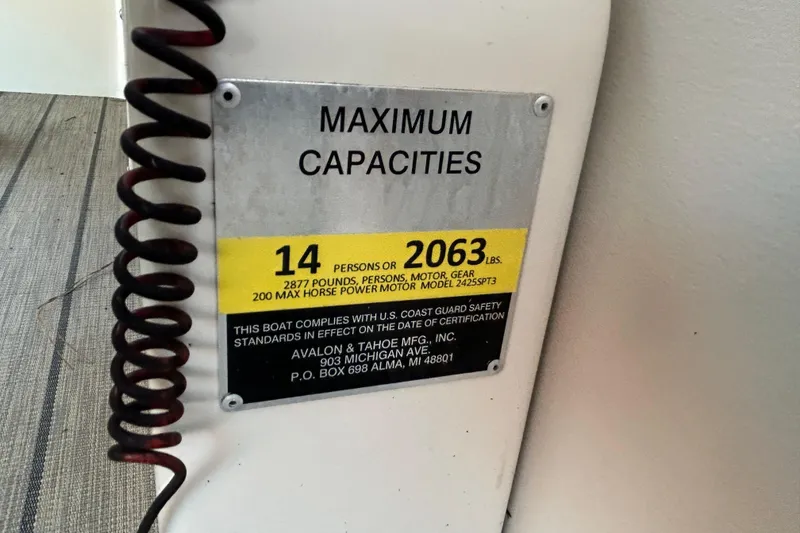 MAXIMUM
CAPACITIES
14 PERSONS OR 2063 LBS.
2877 POUNDS, PERSONS, MOTOR, GEAR
200 MAX HORSE POWER MOTOR MODEL 2425SPT3
THIS BOAT COMPLIES WITH U.S. COAST GUARD SAFETY
STANDARDS IN EFFECT ON THE DATE OF CERTIFICATION
AVALON & TAHOE MFG., INC.
903 MICHIGAN AVE.
P.O. BOX 698 ALMA, MI 48801